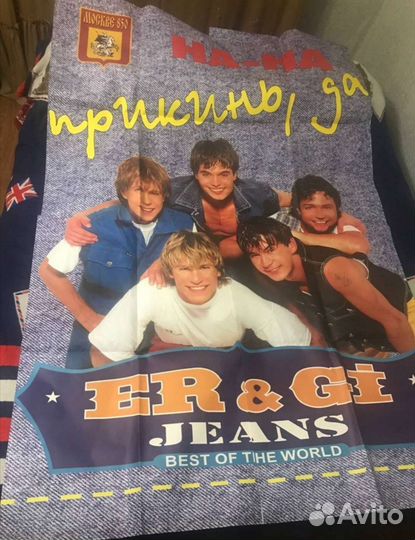 МОСКВЕ 850
НА-НА
прикинь, да
ER & Gi
JEANS
BEST OF THE WORLD
Avito